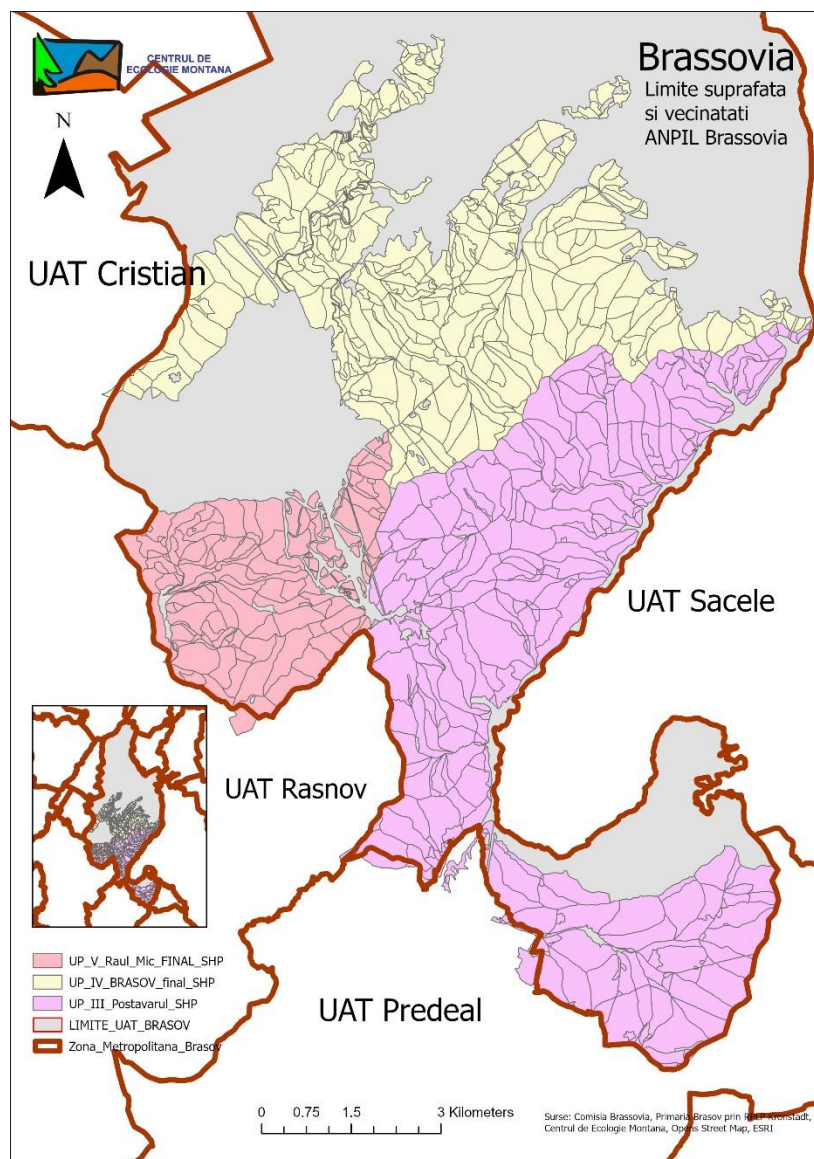 CENTRUL DE
ECOLOGIE MONTANA
N
Brassovia
Limite suprafata
si vecinatati
ANPIL Brassovia
UAT Cristian
UAT Sacele
UAT Rasnov
UAT Predeal
UP_V_Raul_Mic_FINAL_SHP
UP_IV_BRASOV_final_SHP
UP_III_Postavarul_SHP
LIMITE_UAT_BRASOV
Zona_Metropolitana_Brasov
0 0.75 1.5 3 Kilometers
Surse: Comisia Brassovia, Primaria Brasov prin RPLP Kronstadt,
Centrul de Ecologie Montana, Opens Street Map, ESRI